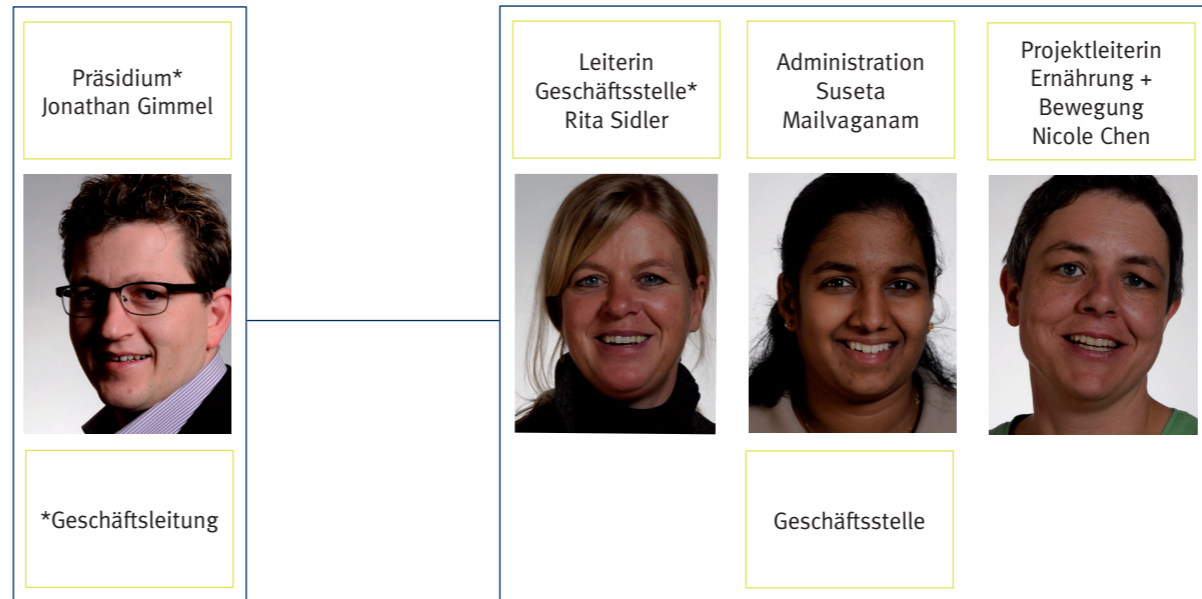 Präsidium*
Jonathan Gimmel
*Geschäftsleitung
Leiterin
Geschäftsstelle*
Rita Sidler
Administration
Suseta
Mailvaganam
Projektleiterin
Ernährung +
Bewegung
Nicole Chen
Geschäftsstelle